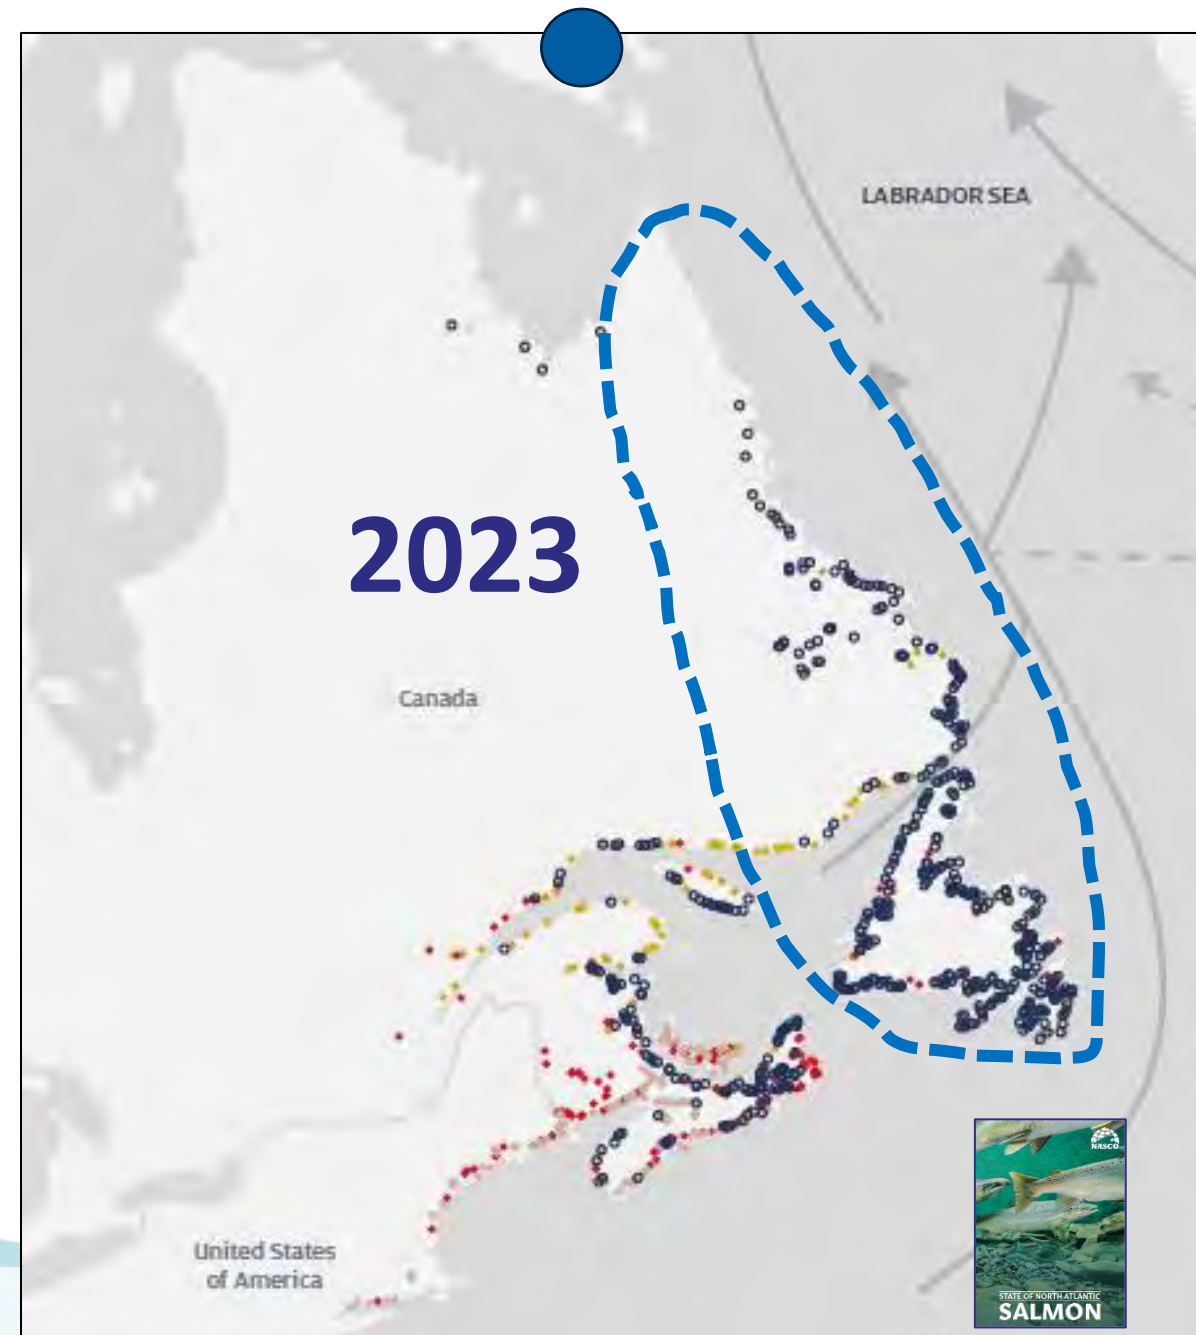 LABRADOR SEA
2023
Canada
NASCO
United States
of America
STATE OF NORTH ATLANTIC
SALMON